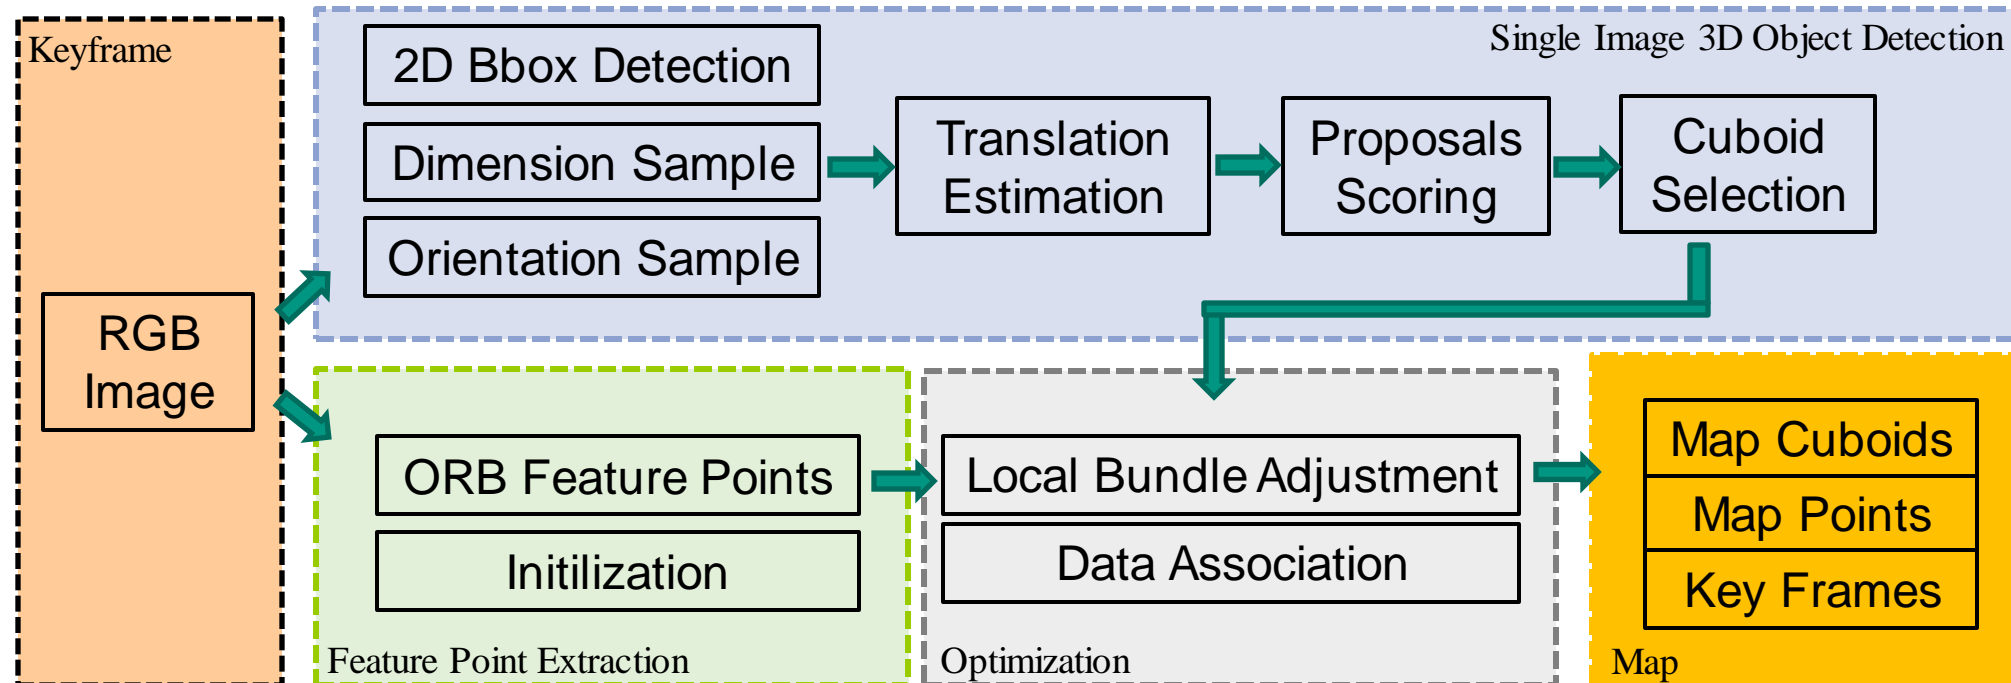 Keyframe
RGB
Image
Single Image 3D Object Detection
2D Bbox Detection
Dimension Sample
Orientation Sample
Translation
Estimation
Proposals
Scoring
Cuboid
Selection
ORB Feature Points
Initilization
Feature Point Extraction
Local Bundle Adjustment
Data Association
Optimization
Map Cuboids
Map Points
Key Frames
Map